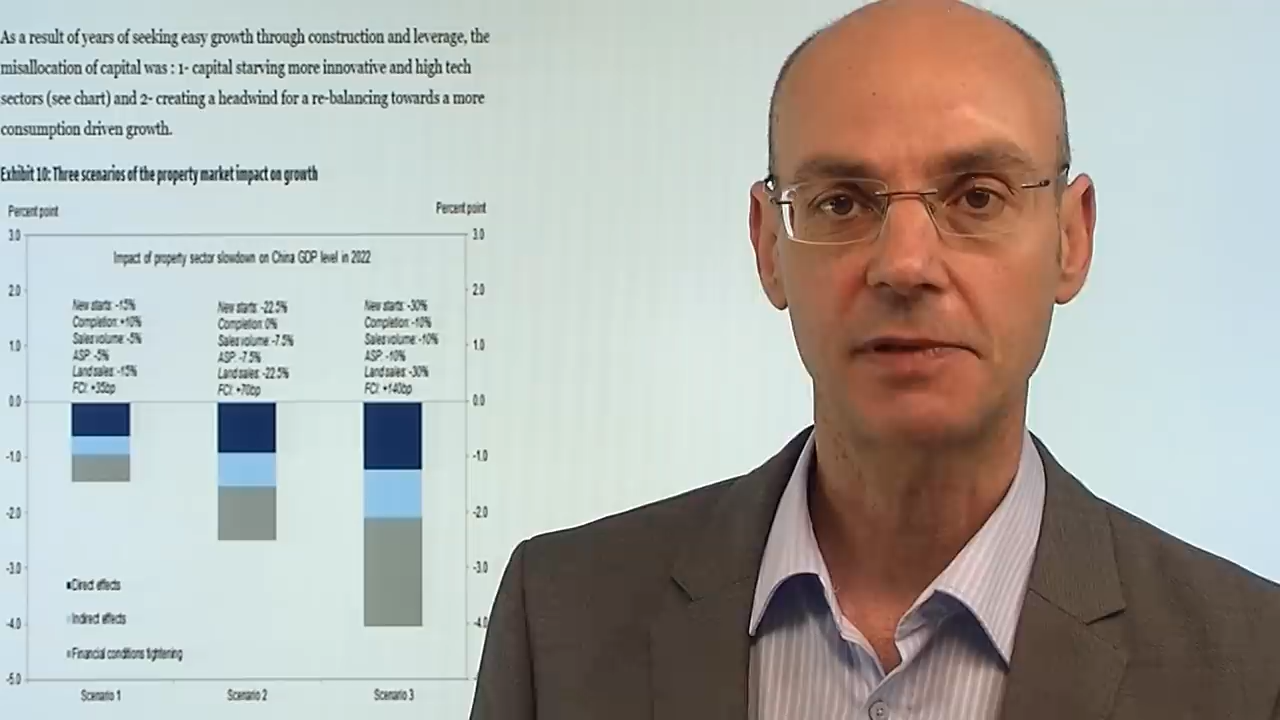 As a result of years of seeking easy growth through construction and leverage, the
misallocation of capital was : 1- capital starving more innovative and high tech
sectors (see chart) and 2- creating a headwind for a re-balancing towards a more
consumption driven growth.
Exhibit 10: Three scenarios of the property market impact on growth
Percent point Percent point
3.0 3.0
Impact of property sector slowdown on China GDP level in 2022
2.0 2.0
New starts: -15% New starts: -22.5% New starts: -30%
Completion: +10% Completion: 0% Completion: -10%
Sales volume: -5% Sales volume: -7.5% Sales volume: -10%
1.0 1.0
ASP: -5% ASP: -7.5% ASP: -10%
Land sales: -15% Land sales: -22.5% Land sales: -30%
FCI: +35bp FCI: +70bp FCI: +140bp
0.0 0.0
-1.0 -1.0
-2.0 -2.0
-3.0 -3.0
Direct effects
Indirect effects
-4.0 -4.0
Financial conditions tightening
-5.0
Scenario 1 Scenario 2 Scenario 3